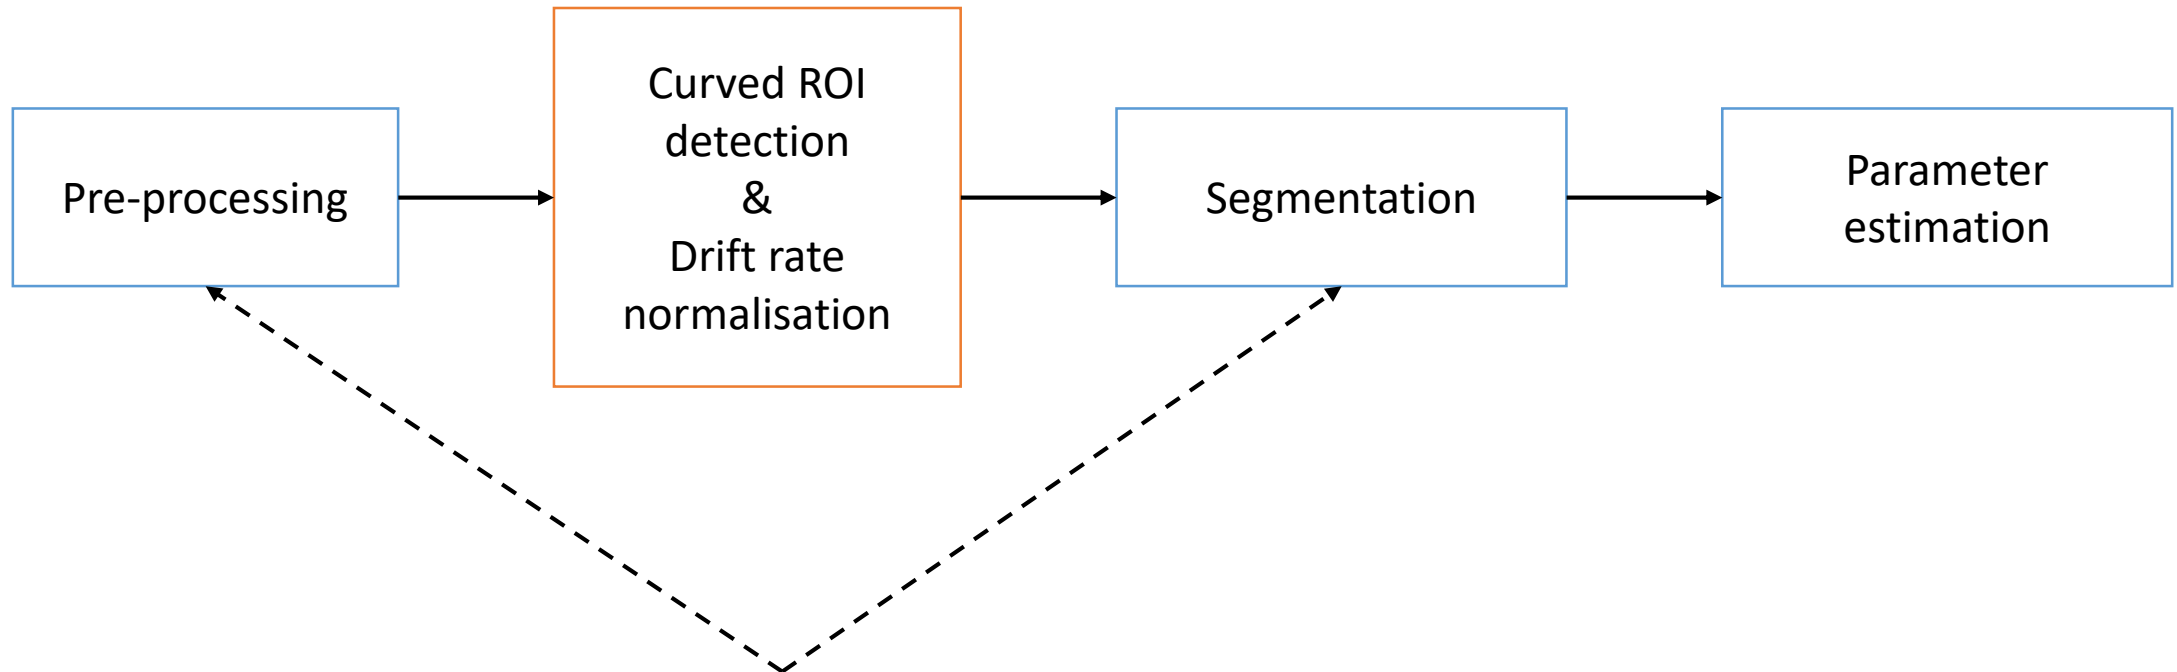 Pre-processing
Curved ROI
detection
&
Drift rate
normalisation
Segmentation
Parameter
estimation